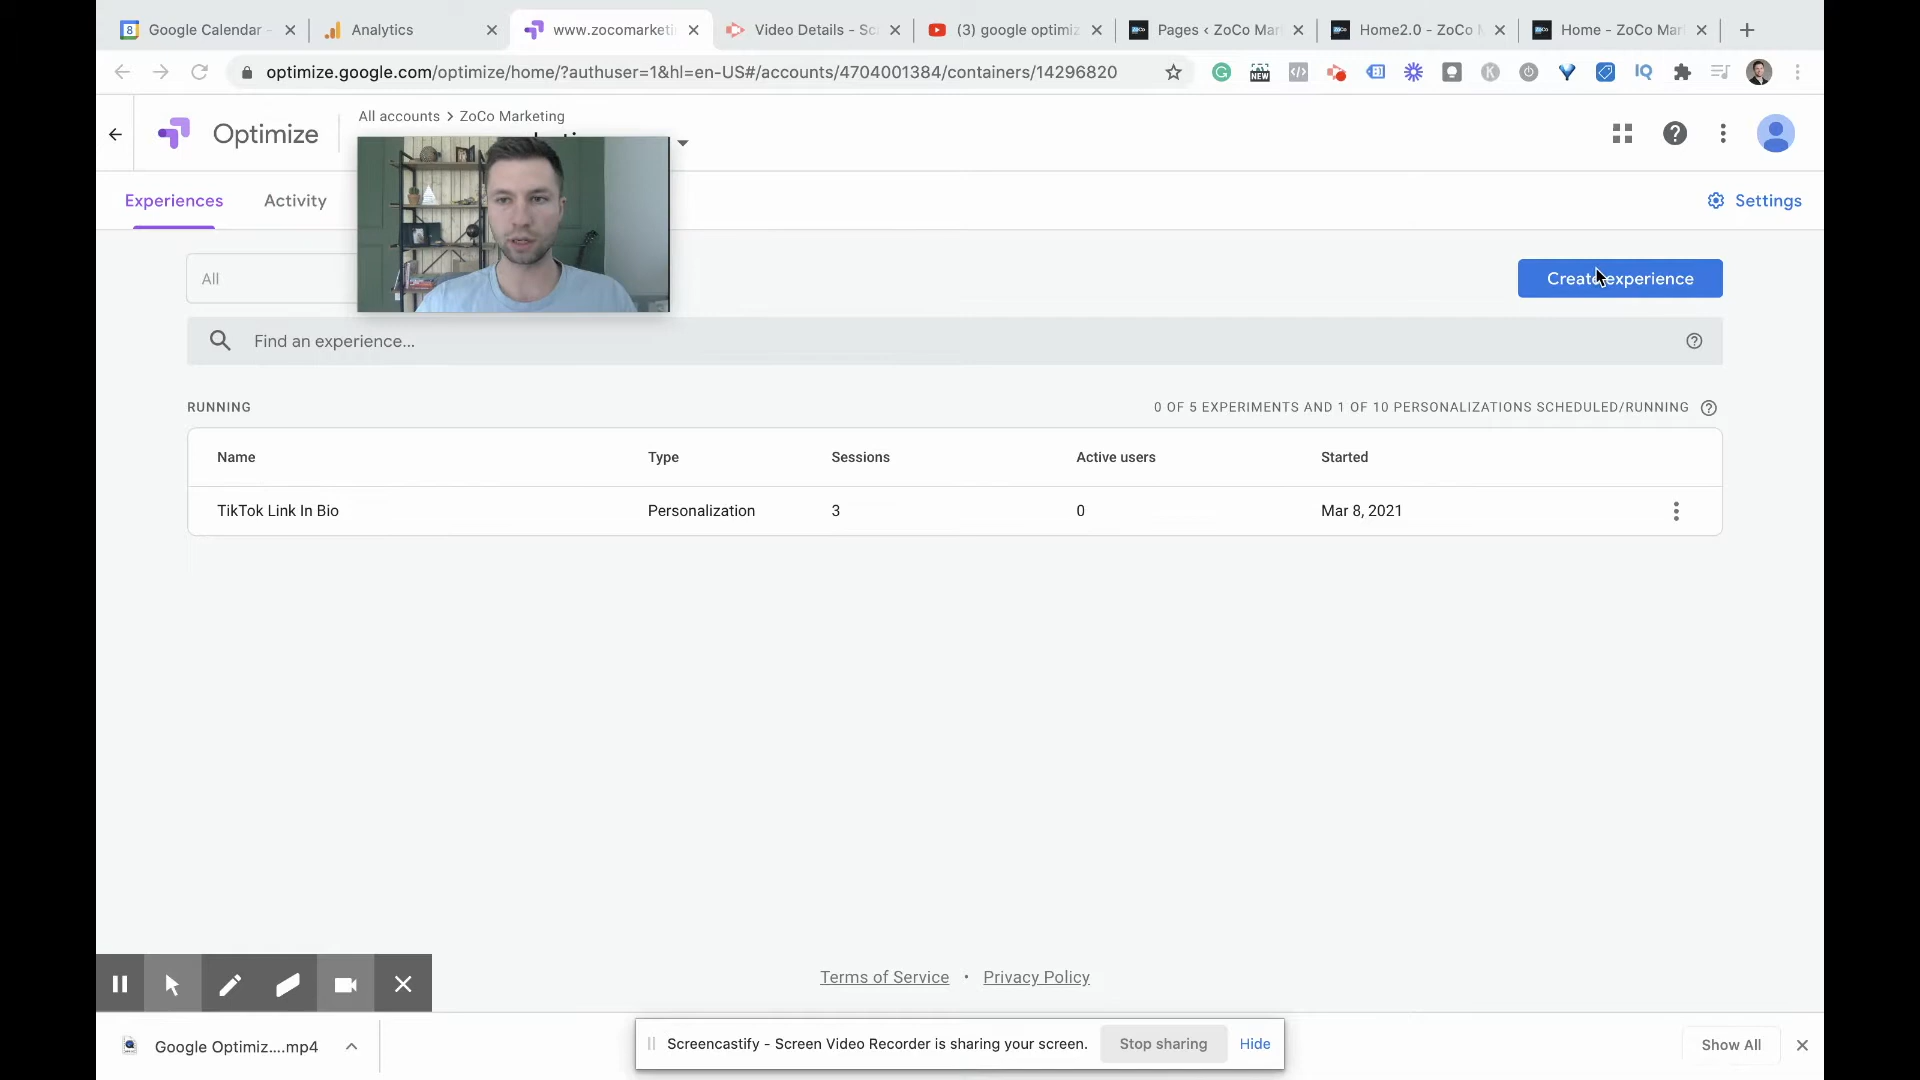 Google Calendar -
Analytics
www.zocomarketi
Video Details - Sc
(3) google optimiz
Pages < ZoCo Mar
Home2.0 - ZoCo M
Home - ZoCo Mar
optimize.google.com/optimize/home/?authuser=1&hl=en-US#/accounts/4704001384/containers/14296820
NEW
K
IQ
Optimize
All accounts > ZoCo Marketing
Experiences
Activity
Settings
All
Create experience
Find an experience...
RUNNING
0 OF 5 EXPERIMENTS AND 1 OF 10 PERSONALIZATIONS SCHEDULED/RUNNING
Name Type Sessions Active users Started
TikTok Link In Bio Personalization 3 0 Mar 8, 2021
Terms of Service • Privacy Policy
Google Optimiz....mp4
Screencastify - Screen Video Recorder is sharing your screen.
Stop sharing
Hide
Show All